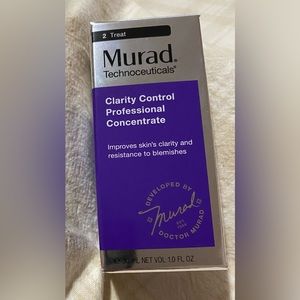 2 Treat
Murad®
Technoceuticals®
Clarity Control
Professional
Concentrate
Improves skin's clarity and
resistance to blemishes
DEVELOPED BY
Murad
DOCTOR MURAD
ML NET VOL 1.0 FL OZ.